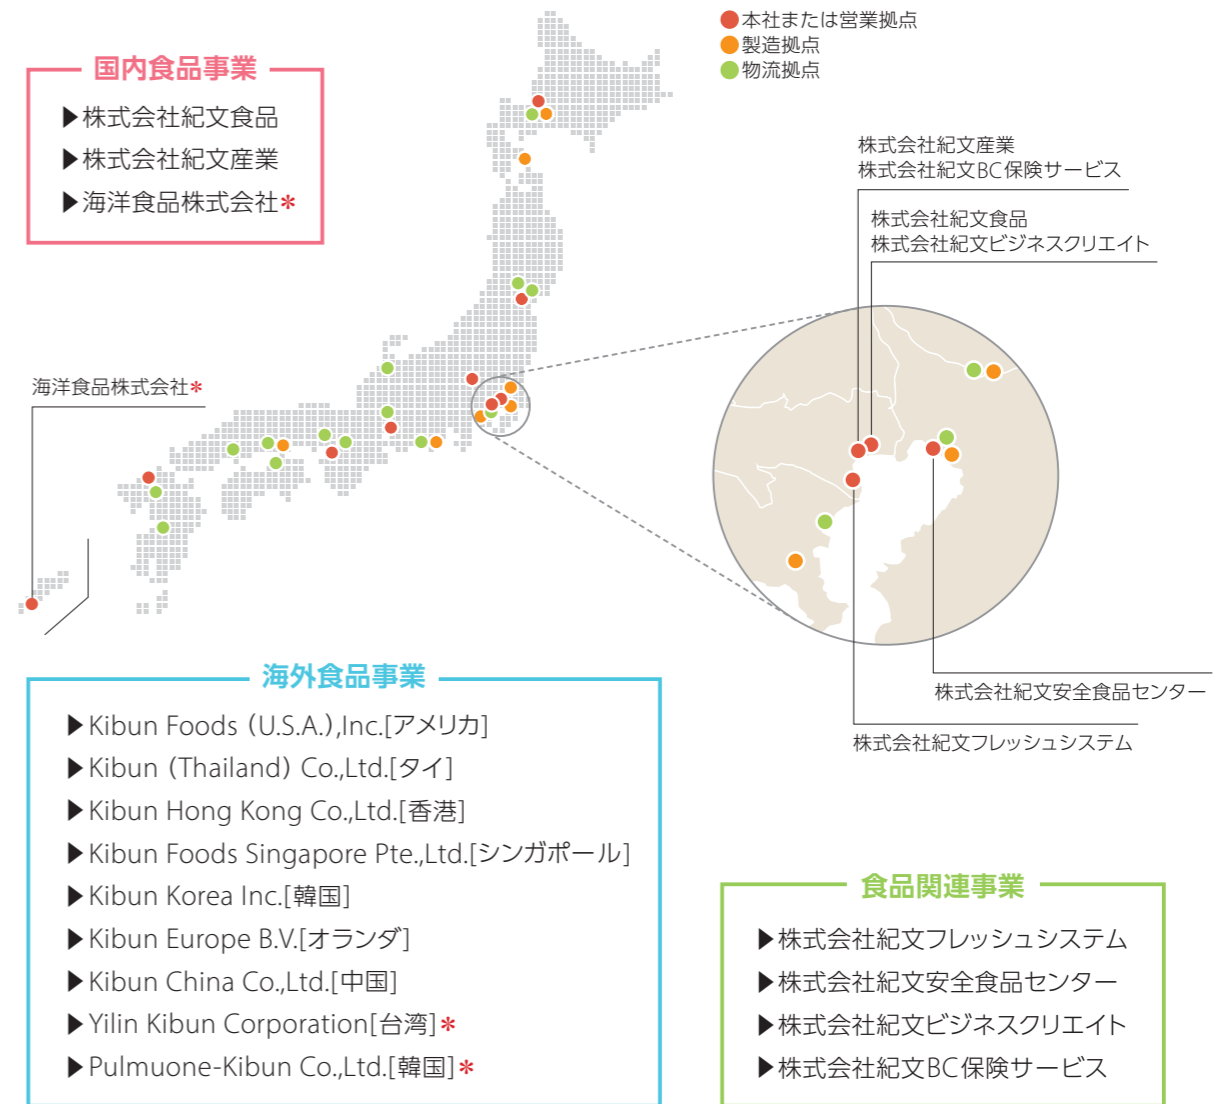 国内食品事業
▶株式会社紀文食品
▶株式会社紀文産業
▶海洋食品株式会社*
●本社または営業拠点
●製造拠点
●物流拠点
株式会社紀文産業
株式会社紀文BC保険サービス
株式会社紀文食品
株式会社紀文ビジネスクリエイト
海洋食品株式会社*
株式会社紀文安全食品センター
株式会社紀文フレッシュシステム
海外食品事業
▶Kibun Foods (U.S.A.),Inc.[アメリカ]
▶Kibun (Thailand) Co.,Ltd.[タイ]
▶Kibun Hong Kong Co.,Ltd.[香港]
▶Kibun Foods Singapore Pte.,Ltd.[シンガポール]
▶Kibun Korea Inc.[韓国]
▶Kibun Europe B.V.[オランダ]
▶Kibun China Co.,Ltd.[中国]
▶Yilin Kibun Corporation[台湾]*
▶Pulmuone-Kibun Co.,Ltd.[韓国]*
食品関連事業
▶株式会社紀文フレッシュシステム
▶株式会社紀文安全食品センター
▶株式会社紀文ビジネスクリエイト
▶株式会社紀文BC保険サービス